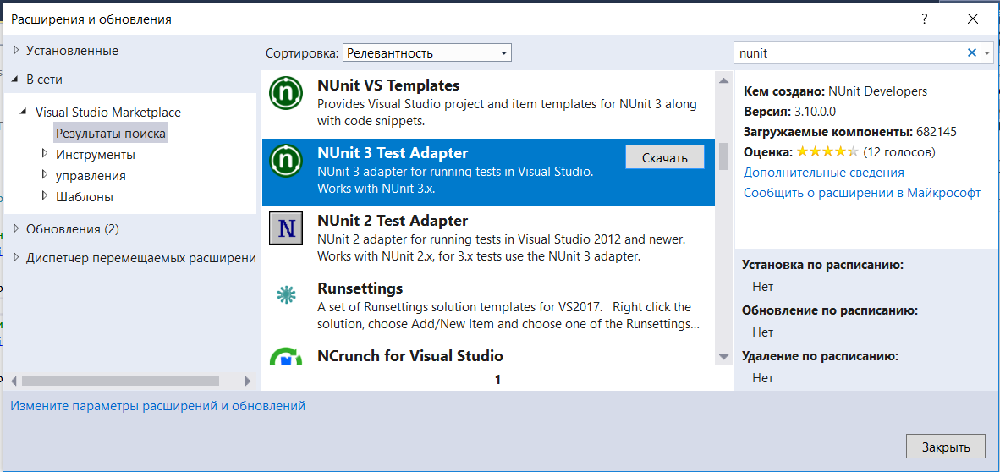 Расширения и обновления
?
Установленные
В сети
Visual Studio Marketplace
Результаты поиска
Инструменты
управления
Шаблоны
Обновления (2)
Диспетчер перемещаемых расширени
Сортировка: Релевантность
NUnit VS Templates
Provides Visual Studio project and item templates for NUnit 3 along
with code snippets.
NUnit 3 Test Adapter
Скачать
NUnit 3 adapter for running tests in Visual Studio.
Works with NUnit 3.x.
NUnit 2 Test Adapter
NUnit 2 adapter for running tests in Visual Studio 2012 and newer.
Works with NUnit 2.x, for 3.x tests use the NUnit 3 adapter.
Runsettings
A set of Runsettings solution templates for VS2017. Right click the
solution, choose Add/New Item and choose one of the Runsettings...
NCrunch for Visual Studio
1
nunit
Кем создано: NUnit Developers
Версия: 3.10.0.0
Загружаемые компоненты: 682145
Оценка: (12 голосов)
Дополнительные сведения
Сообщить о расширении в Майкрософт
Установка по расписанию:
Нет
Обновление по расписанию:
Нет
Удаление по расписанию:
Нет
Измените параметры расширений и обновлений
Закрыть